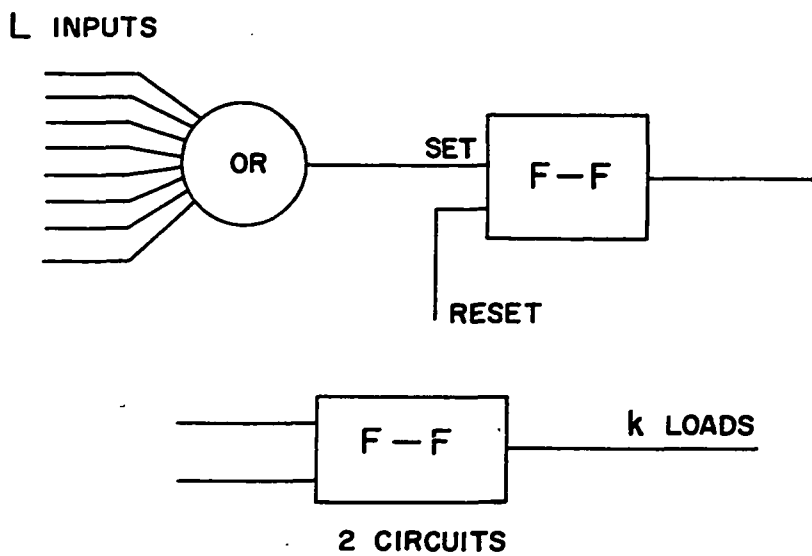 L INPUTS
OR
SET
F-F
RESET
F-F
k LOADS
2 CIRCUITS